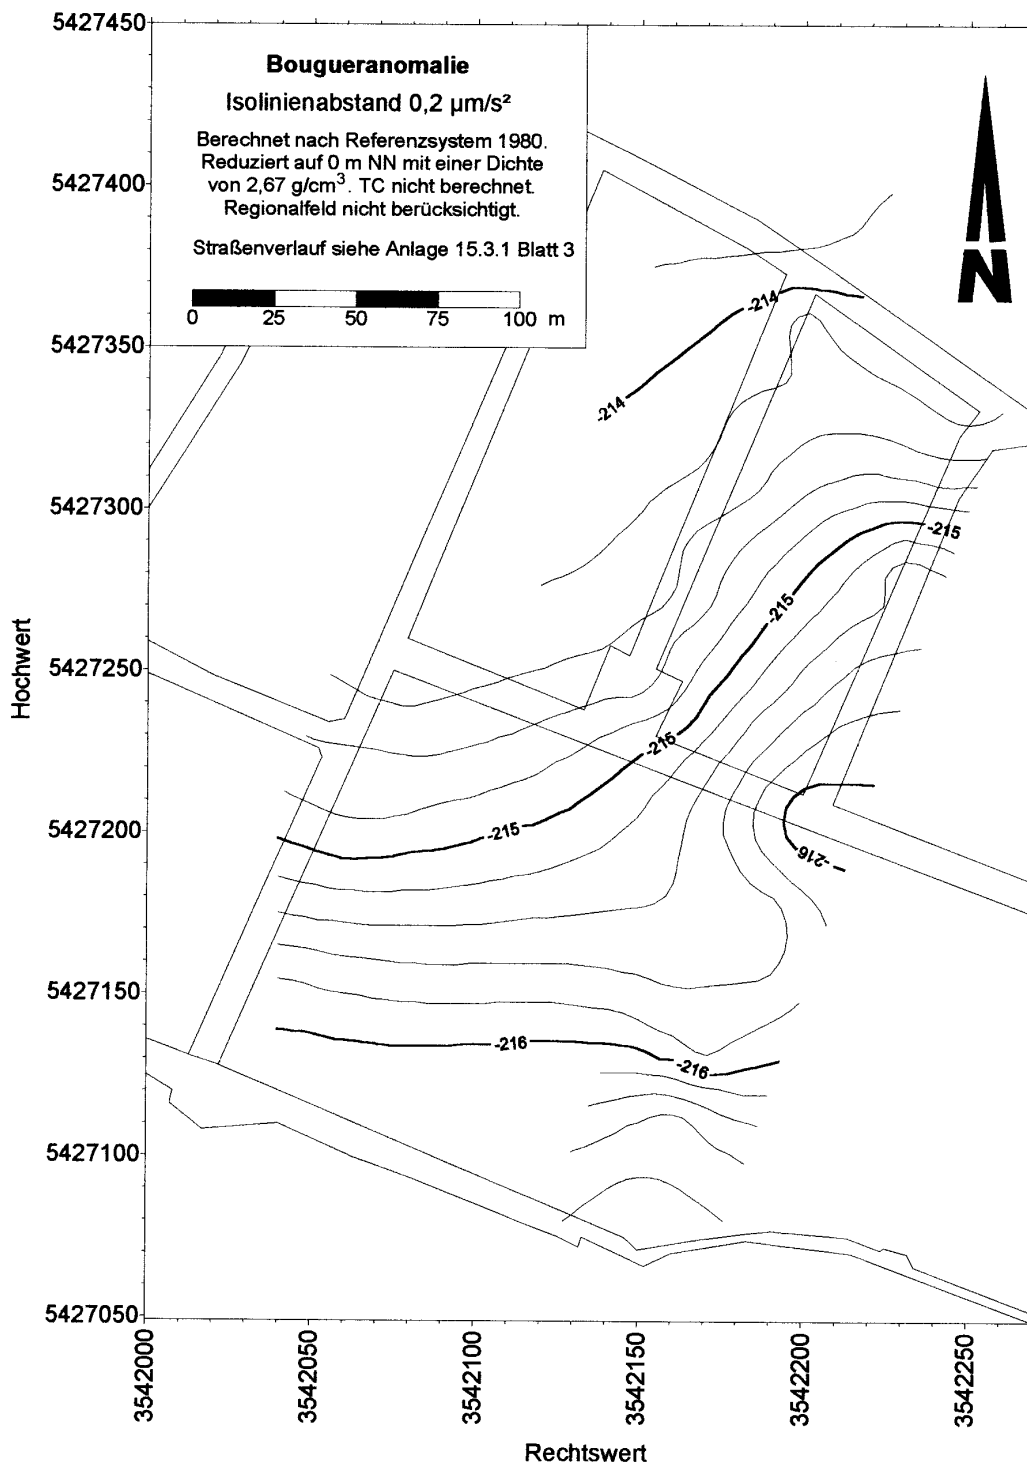 5427450
Bougueranomalie
Isolinienabstand 0,2 µm/s²
Berechnet nach Referenzsystem 1980.
Reduziert auf 0 m NN mit einer Dichte
von 2,67 g/cm³. TC nicht berechnet.
Regionalfeld nicht berücksichtigt.
Straßenverlauf siehe Anlage 15.3.1 Blatt 3
0 25 50 75 100 m
N
5427400
5427350
5427300
5427250
5427200
5427150
5427100
5427050
Hochwert
-214
-214
-215
-215
-215
-215
-216
-216
-216
3542000
3542050
3542100
3542150
3542200
3542250
Rechtswert